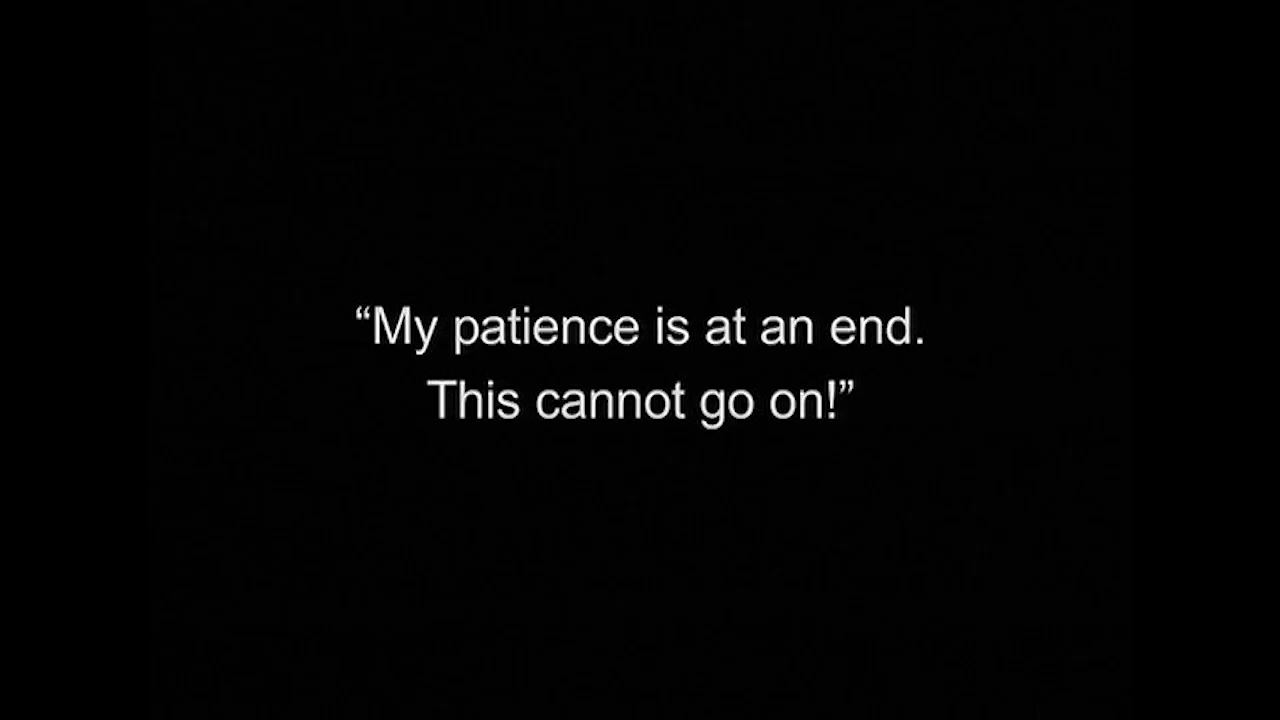 “My patience is at an end.
This cannot go on!”